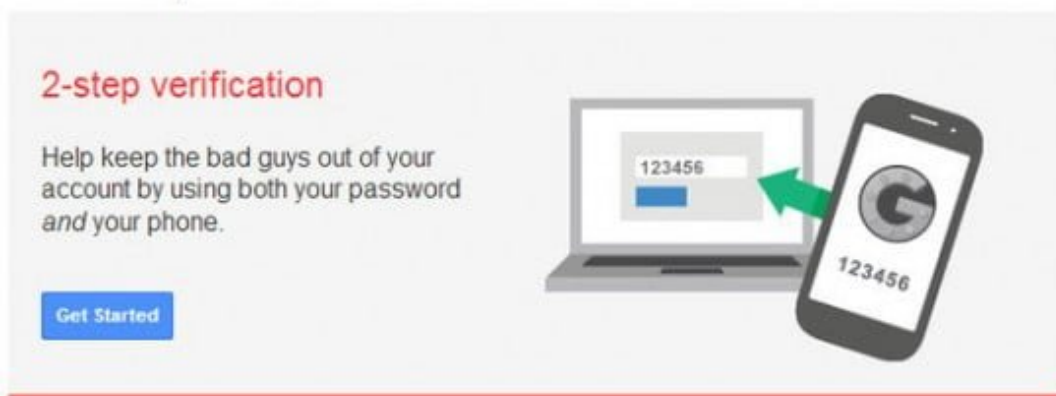 2-step verification
Help keep the bad guys out of your
account by using both your password
and your phone.
Get Started
123456
G
123456